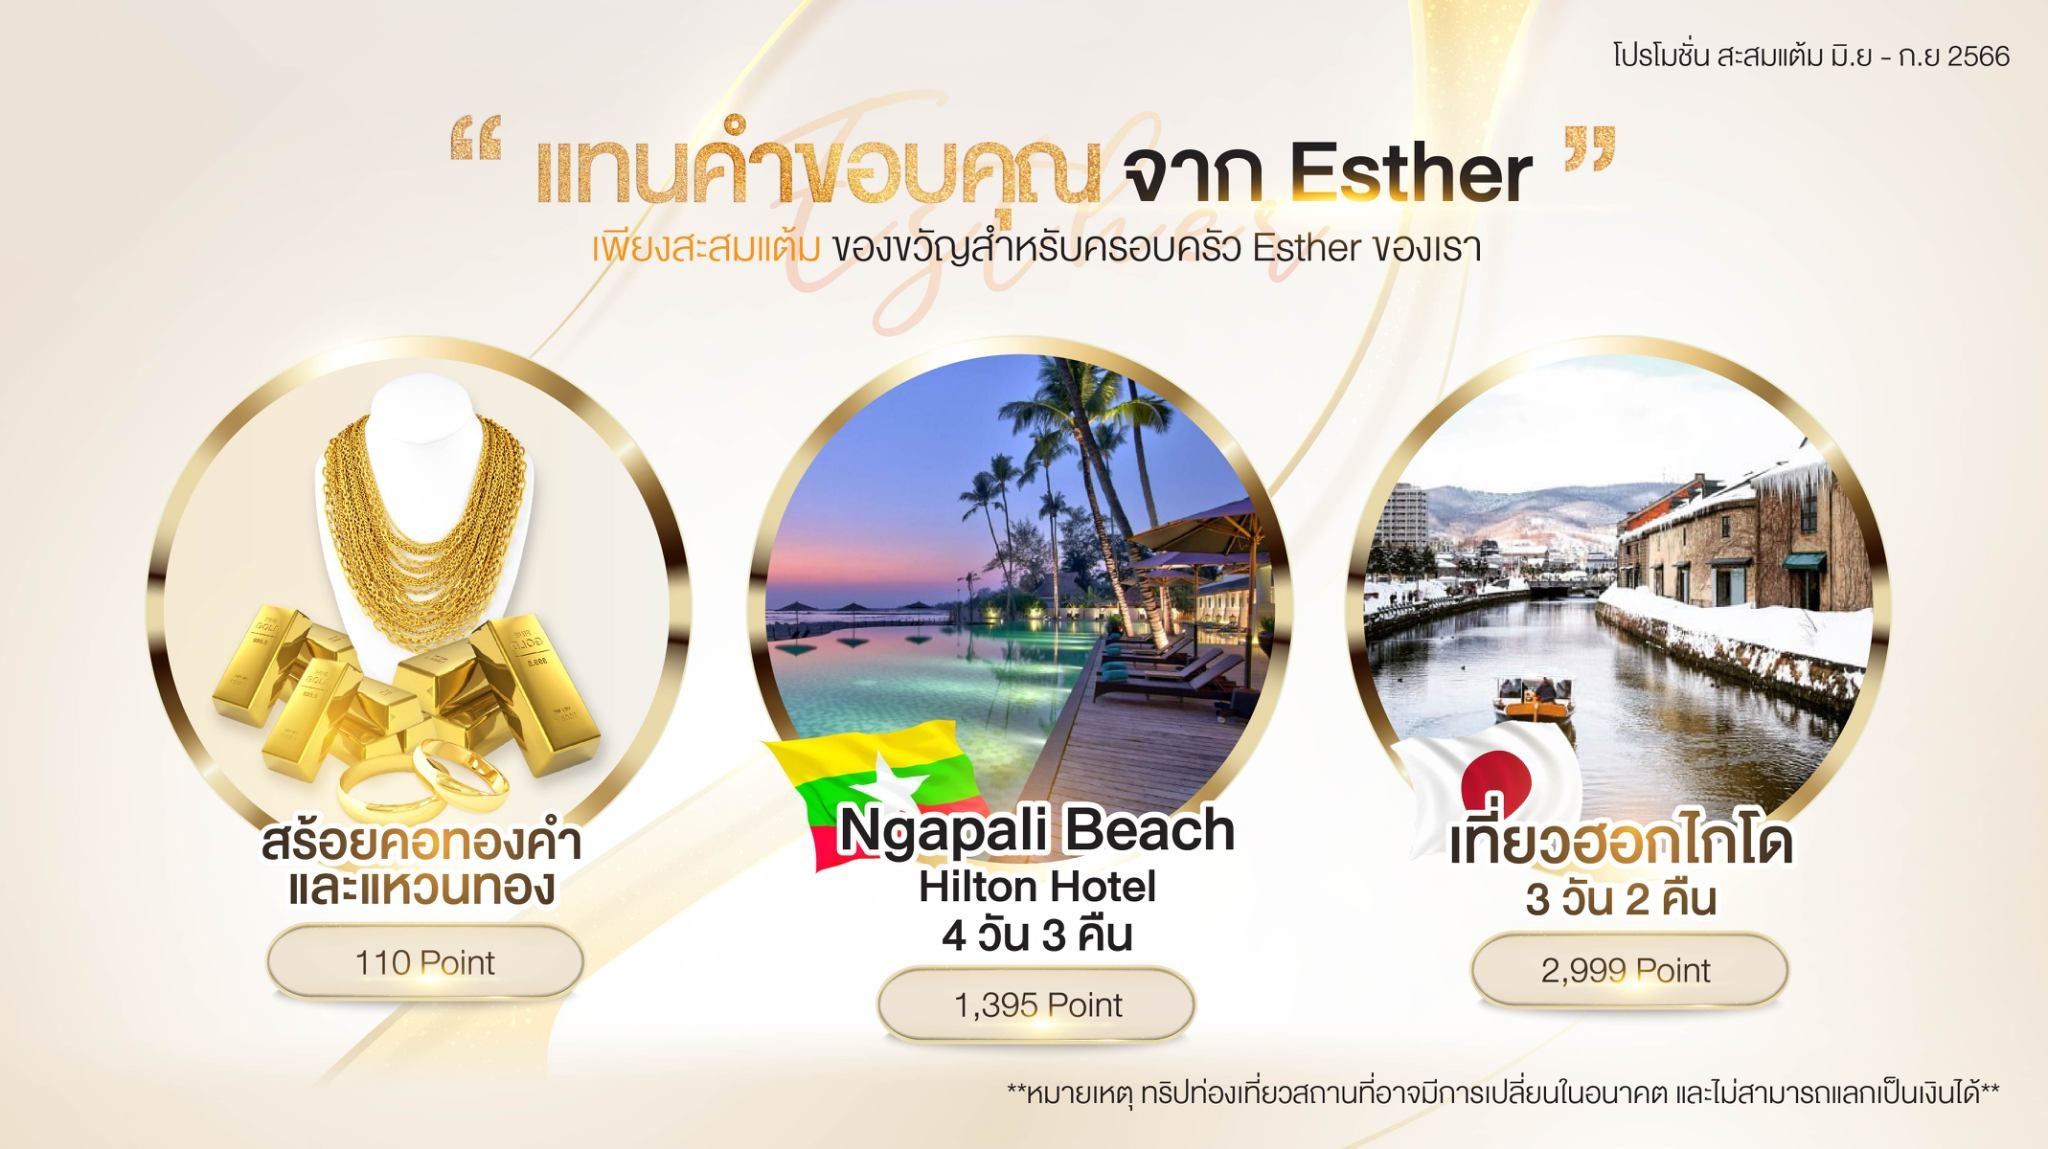 โปรโมชั่น สะสมแต้ม มิ.ย - ก.ย 2566
“ แทนคำขอบคุณ จาก Esther ”
Esther
เพียงสะสมแต้ม ของขวัญสำหรับครอบครัว Esther ของเรา
สร้อยคอทองคำ
และแหวนทอง
110 Point
Ngapali Beach
Hilton Hotel
4 วัน 3 คืน
1,395 Point
เที่ยวฮอกไกโด
3 วัน 2 คืน
2,999 Point
**หมายเหตุ ทริปท่องเที่ยวสถานที่อาจมีการเปลี่ยนในอนาคต และไม่สามารถแลกเป็นเงินได้**